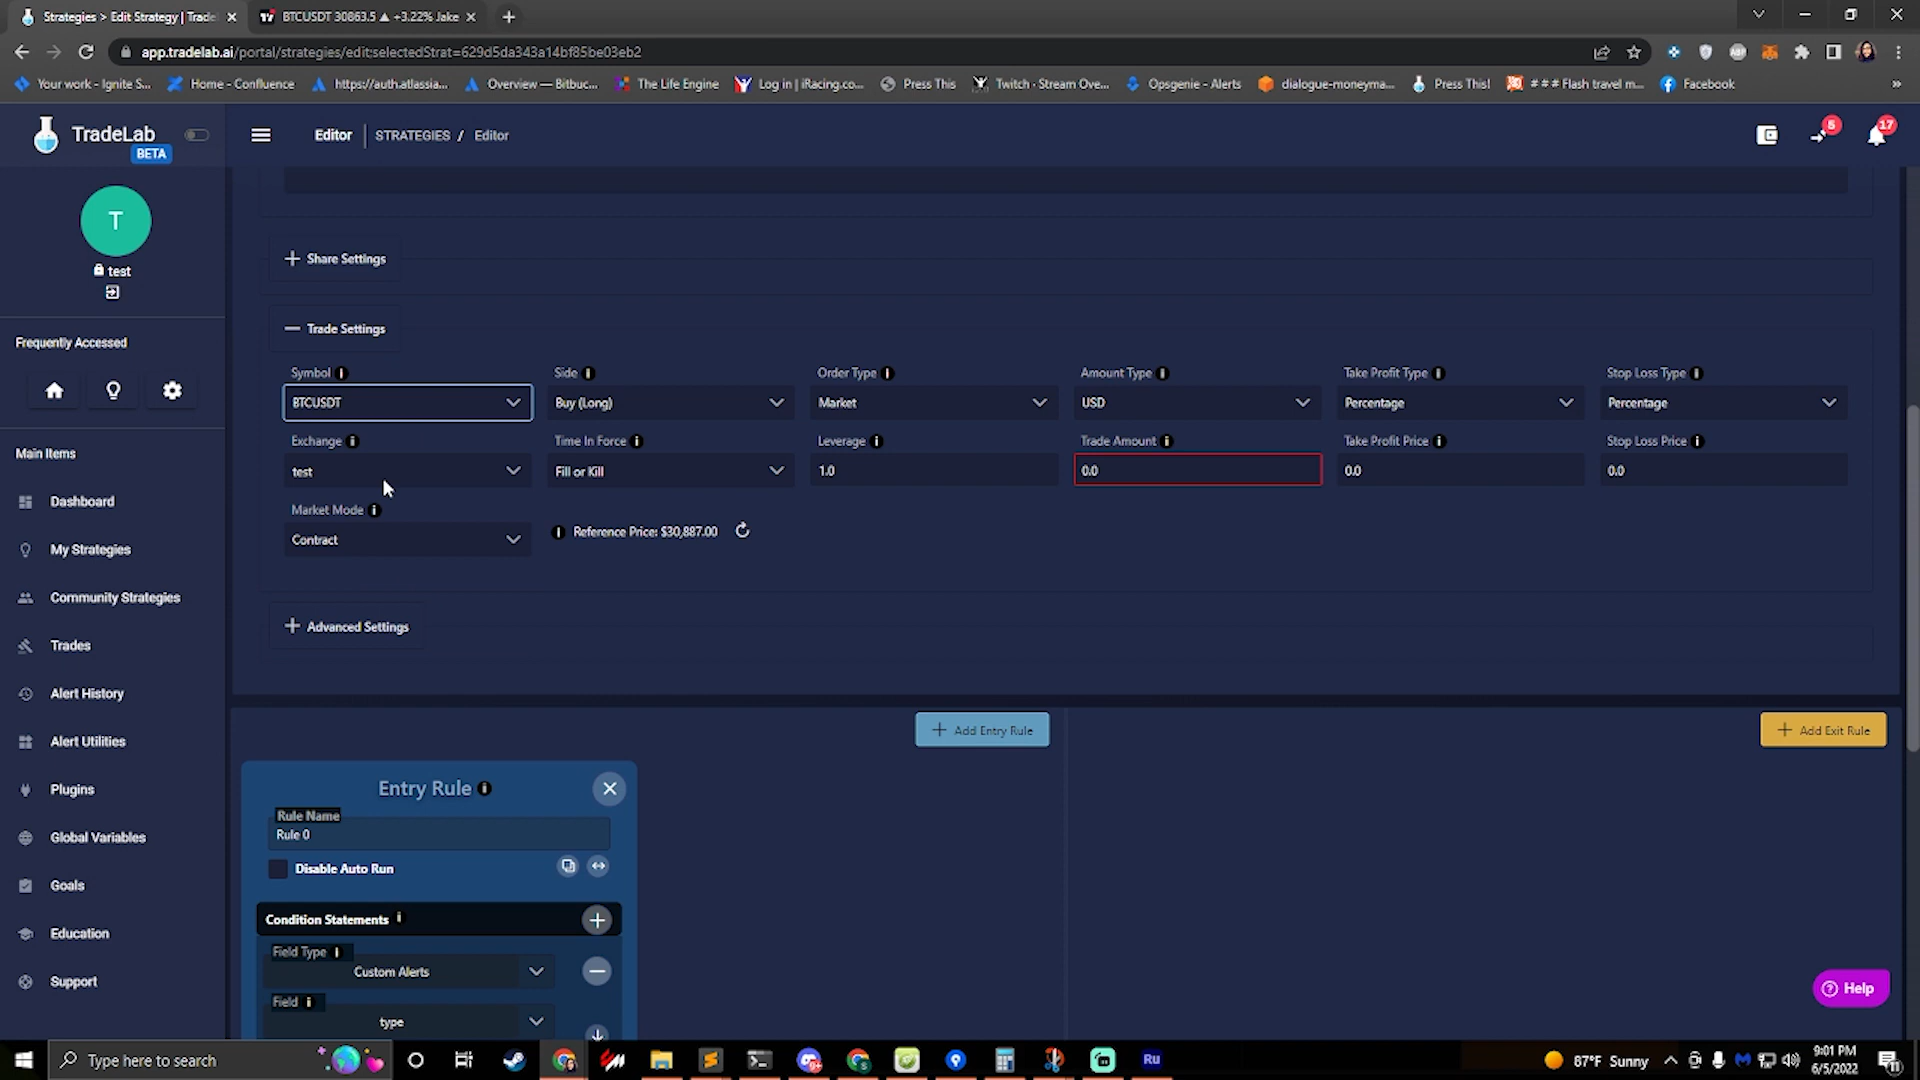 Strategies > Edit Strategy | Trade
BTCUSDT 30863.5 ▲ +3.22% Jake
app.tradelab.ai/portal/strategies/edit;selectedStrat=629d5da343a14bf85be03eb2
Your work - Ignite S...
Home - Confluence
https://auth.atlassia...
Overview — Bitbuc...
The Life Engine
Log in | iRacing.co...
Press This
Twitch - Stream Ove...
Opsgenie - Alerts
dialogue-moneyma...
Press This!
# # # Flash travel m...
Facebook
»
TradeLab
BETA
Editor
STRATEGIES / Editor
5
17
T
test
Frequently Accessed
Main Items
Dashboard
My Strategies
Community Strategies
Trades
Alert History
Alert Utilities
Plugins
Global Variables
Goals
Education
Support
+ Share Settings
— Trade Settings
Symbol
Side
Order Type
Amount Type
Take Profit Type
Stop Loss Type
BTCUSDT
Buy (Long)
Market
USD
Percentage
Percentage
Exchange
Time In Force
Leverage
Trade Amount
Take Profit Price
Stop Loss Price
test
Fill or Kill
1.0
0.0
0.0
0.0
Market Mode
Contract
Reference Price: $30,887.00
+ Advanced Settings
+ Add Entry Rule
+ Add Exit Rule
Entry Rule
Rule Name
Rule 0
Disable Auto Run
Condition Statements
Field Type
Custom Alerts
Field
type
Help
Type here to search
Ru
87°F Sunny
9:01 PM
6/5/2022